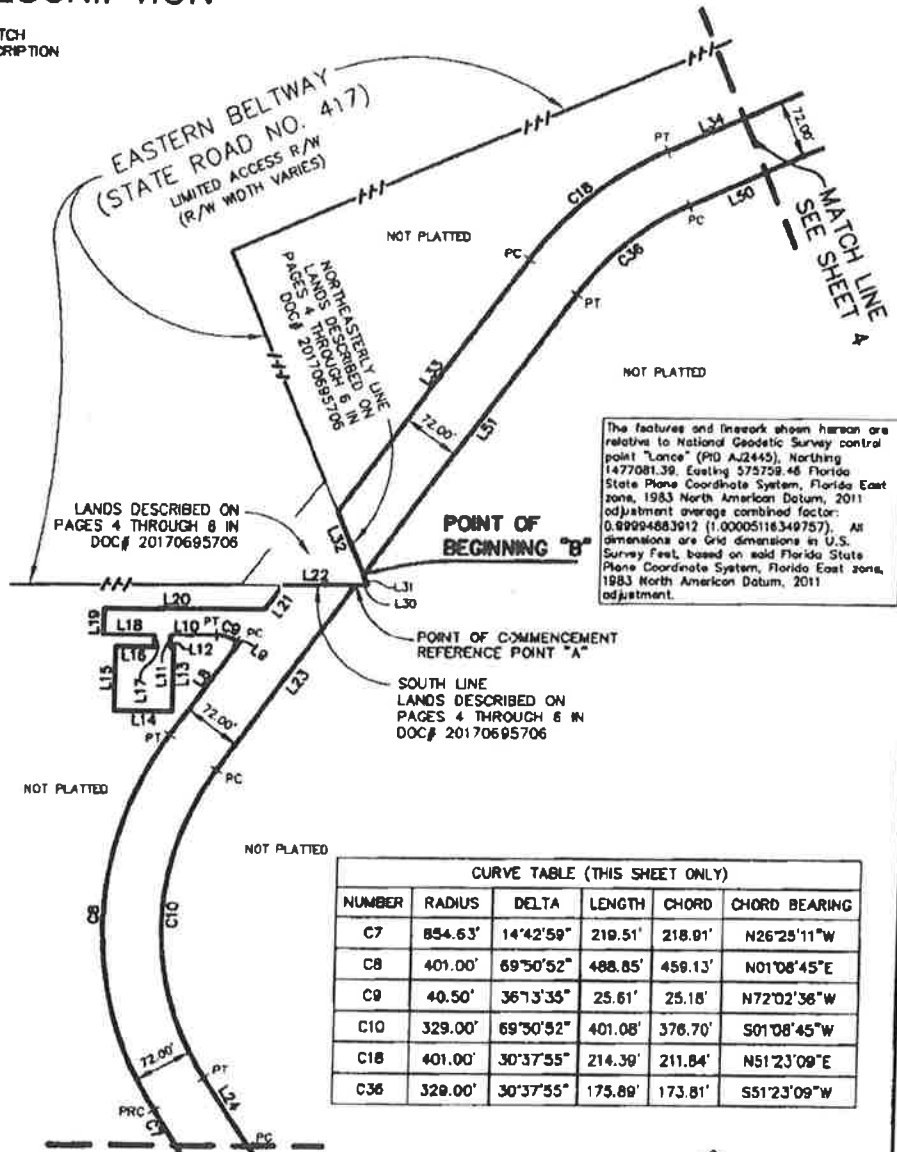 TCH
CRIPTION
EASTERN BELTWAY
(STATE ROAD NO. 417)
LIMITED ACCESS R/W
(R/W WIDTH VARIES)
NOT PLATTED
NORTHEASTERLY LINE
LANDS DESCRIBED ON
PAGES 4 THROUGH 6 IN
DOC# 20170695706
PT
L34
72.00'
C18
PC
L50
PC
C36
PT
MATCH LINE
SEE SHEET 4
L33
NOT PLATTED
72.00'
L51
The features and linework shown hereon are
relative to National Geodetic Survey control
point "Lance" (PID AJ2445), Northing
1477081.39, Easting 575759.46 Florida
State Plane Coordinate System, Florida East
zone, 1983 North American Datum, 2011
adjustment average combined factor:
0.99994883912 (1.00005116349757). All
dimensions are Grid dimensions in U.S.
Survey Feet, based on said Florida State
Plane Coordinate System, Florida East zone,
1983 North American Datum, 2011
adjustment.
LANDS DESCRIBED ON
PAGES 4 THROUGH 6 IN
DOC# 20170695706
L32
POINT OF
BEGINNING "B"
L22
L31
L30
L20
L21
L19
L18
L10
PT
C9
PC
L9
L16
L12
L17
L11
L13
L15
L14
L8
POINT OF COMMENCEMENT
REFERENCE POINT "A"
L23
SOUTH LINE
LANDS DESCRIBED ON
PAGES 4 THROUGH 6 IN
DOC# 20170695706
72.00'
PT
PC
NOT PLATTED
NOT PLATTED
C8
C10
72.00'
PT
L24
PRC
C7
PC
CURVE TABLE (THIS SHEET ONLY)
NUMBER RADIUS DELTA LENGTH CHORD CHORD BEARING
C7 854.63' 14°42'59" 219.51' 218.91' N26°25'11"W
C8 401.00' 69°50'52" 488.85' 459.13' N01°08'45"E
C9 40.50' 36°13'35" 25.61' 25.18' N72°02'36"W
C10 329.00' 69°50'52" 401.08' 376.70' S01°08'45"W
C18 401.00' 30°37'55" 214.39' 211.84' N51°23'09"E
C36 329.00' 30°37'55" 175.89' 173.81' S51°23'09"W